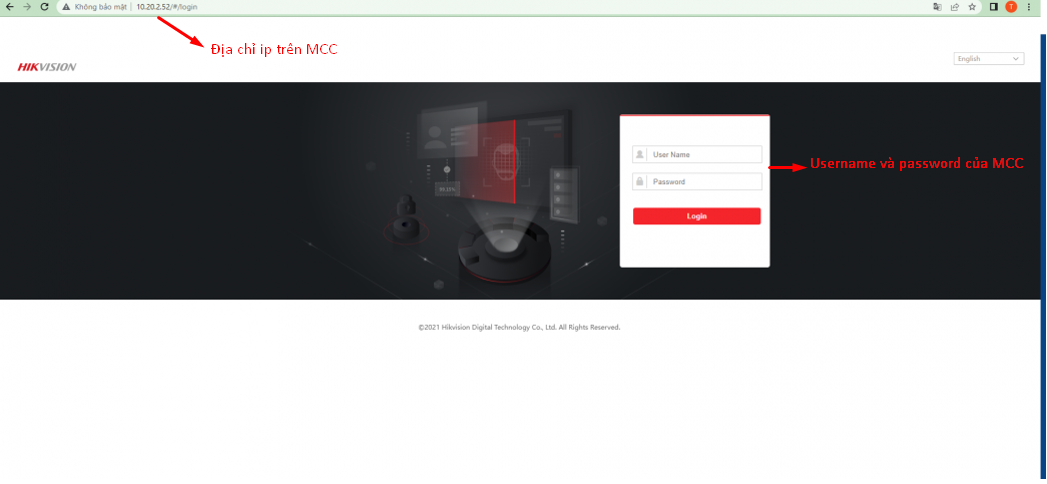 Không bảo mật | 10.20.2.52/#/login
T
Địa chỉ ip trên MCC
HIKVISION
English
User Name
Username và password của MCC
Password
Login
©2021 Hikvision Digital Technology Co., Ltd. All Rights Reserved.